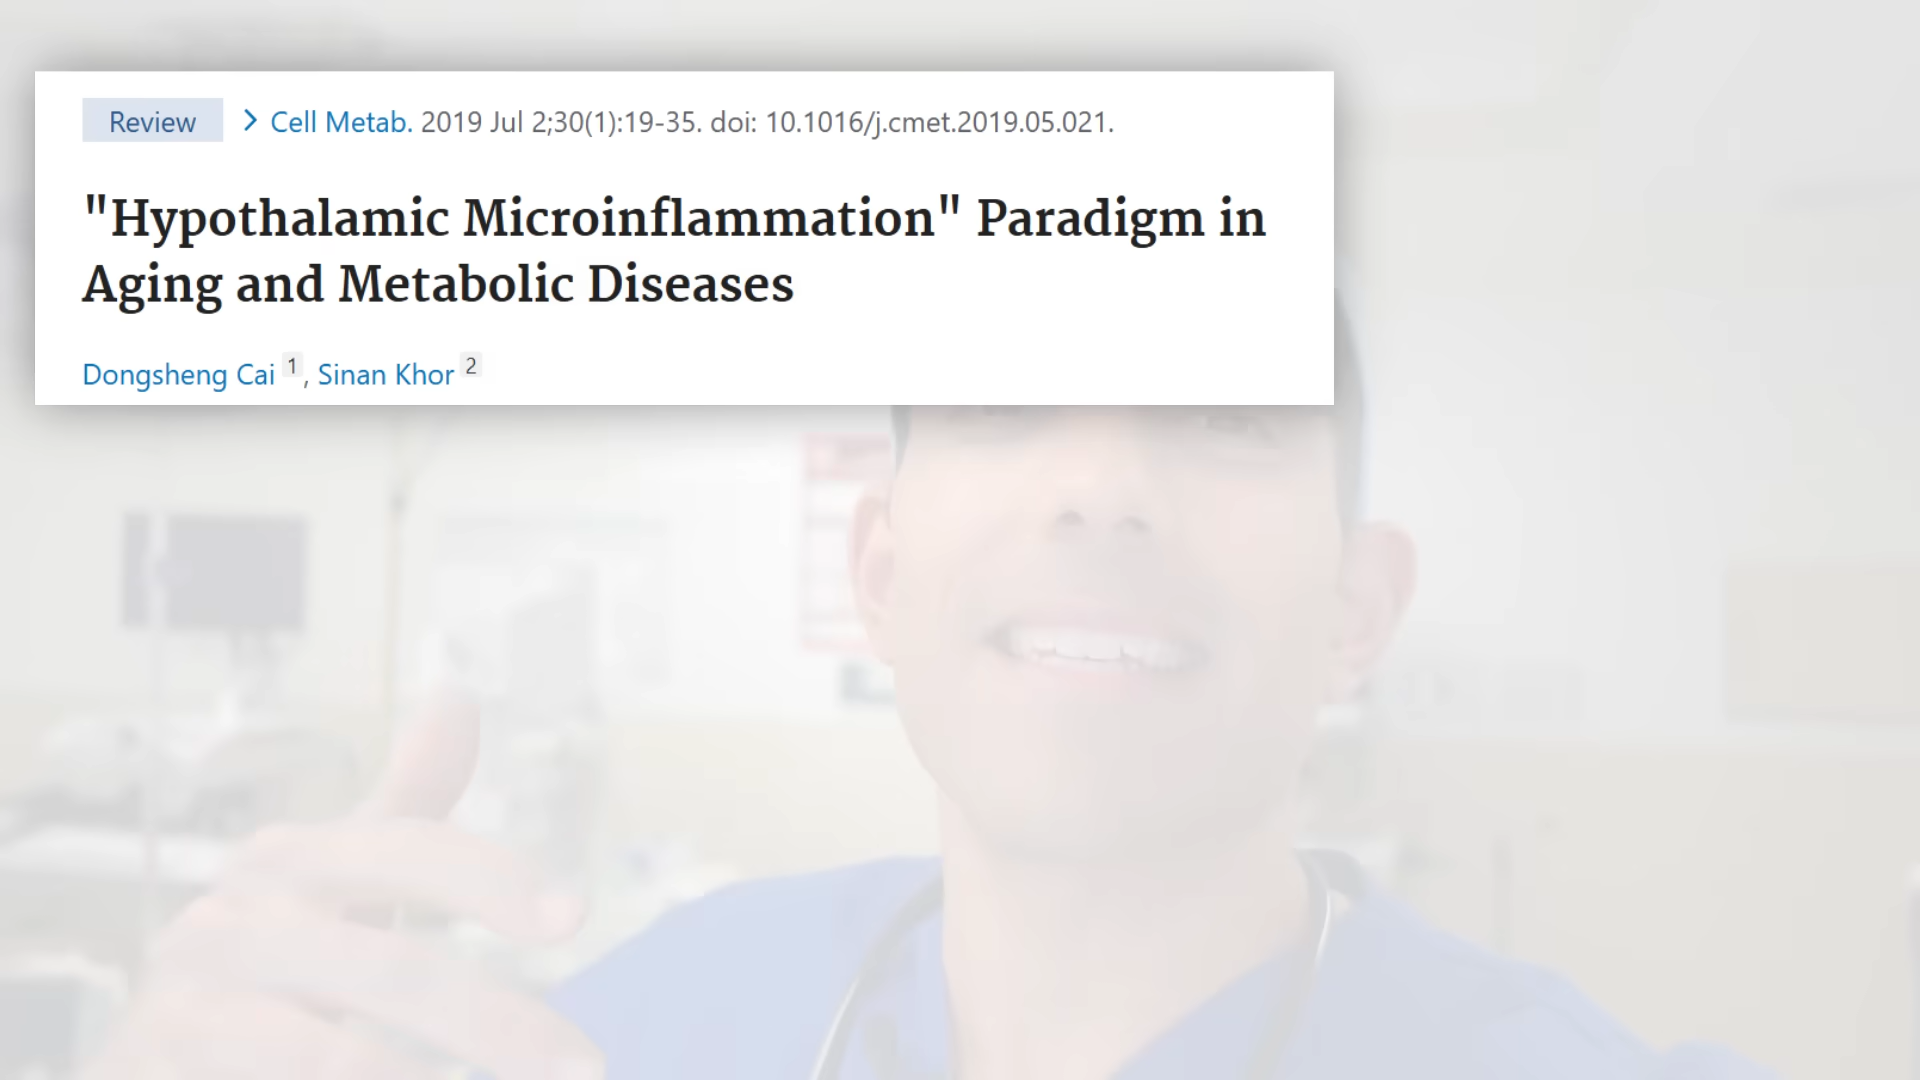 Review > Cell Metab. 2019 Jul 2;30(1):19-35. doi: 10.1016/j.cmet.2019.05.021.
"Hypothalamic Microinflammation" Paradigm in
Aging and Metabolic Diseases
Dongsheng Cai 1, Sinan Khor 2